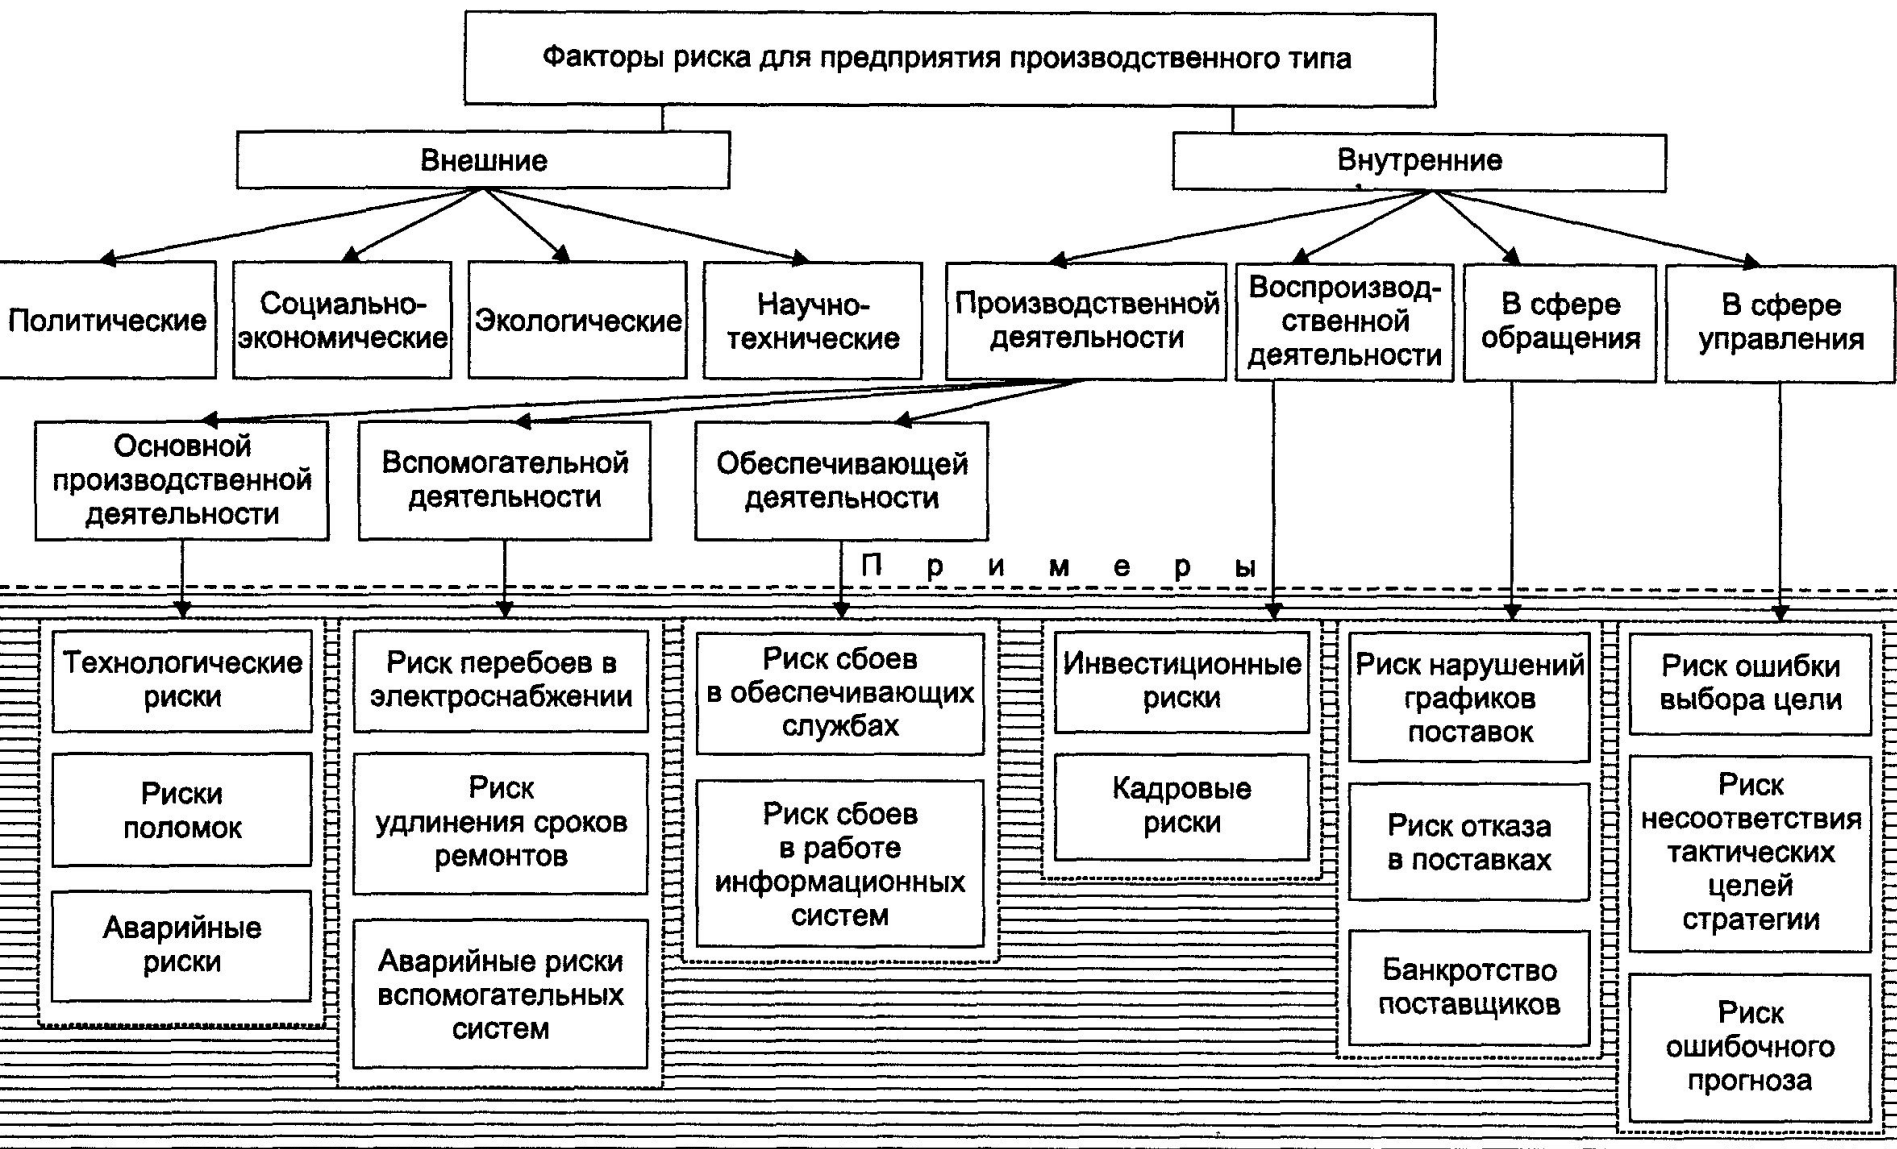 Факторы риска для предприятия производственного типа
Внешние
Внутренние
Политические
Социально-
экономические
Экологические
Научно-
технические
Производственной
деятельности
Воспроизвод-
ственной
деятельности
В сфере
обращения
В сфере
управления
Основной
производственной
деятельности
Вспомогательной
деятельности
Обеспечивающей
деятельности
Примеры
Технологические
риски
Риски
поломок
Аварийные
риски
Риск перебоев в
электроснабжении
Риск
удлинения сроков
ремонтов
Аварийные риски
вспомогательных
систем
Риск сбоев
в обеспечивающих
службах
Риск сбоев
в работе
информационных
систем
Инвестиционные
риски
Кадровые
риски
Риск нарушений
графиков
поставок
Риск отказа
в поставках
Банкротство
поставщиков
Риск ошибки
выбора цели
Риск
несоответствия
тактических
целей
стратегии
Риск
ошибочного
прогноза